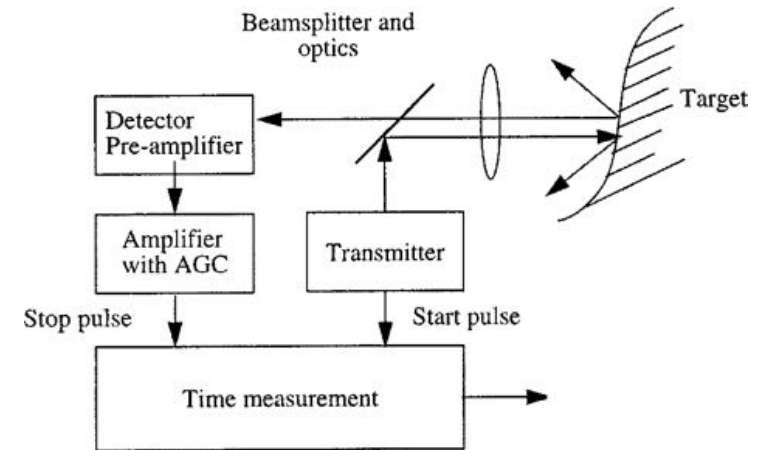 Beamsplitter and
optics
Target
Detector
Pre-amplifier
Amplifier
with AGC
Transmitter
Stop pulse
Start pulse
Time measurement